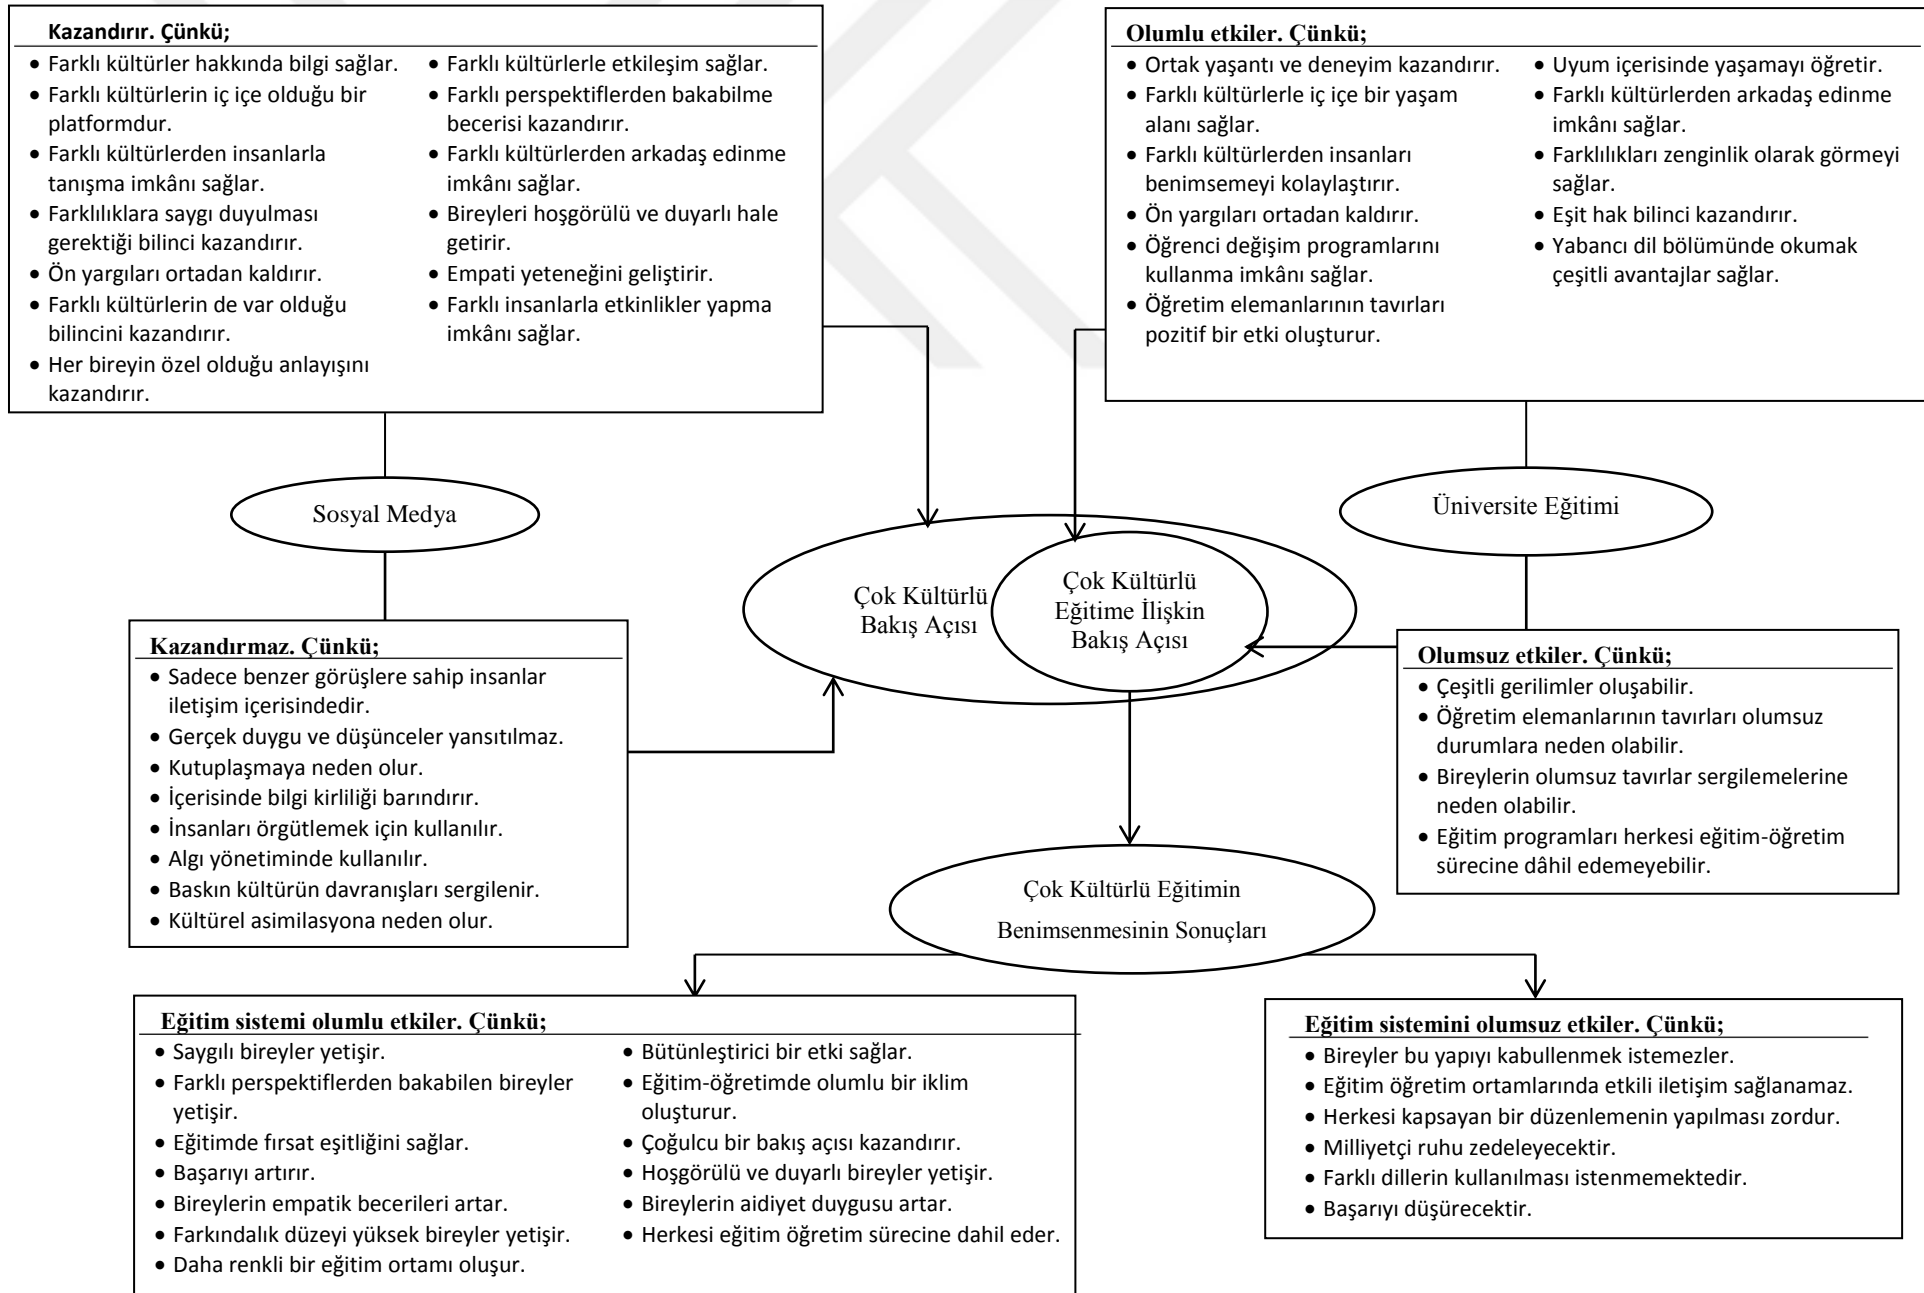 Kazandırır. Çünkü;
• Farklı kültürler hakkında bilgi sağlar.
• Farklı kültürlerin iç içe olduğu bir
platformdur.
• Farklı kültürlerden insanlarla
tanışma imkânı sağlar.
• Farklılıklara saygı duyulması
gerektiği bilinci kazandırır.
• Ön yargıları ortadan kaldırır.
• Farklı kültürlerin de var olduğu
bilincini kazandırır.
• Her bireyin özel olduğu anlayışını
kazandırır.
• Farklı kültürlerle etkileşim sağlar.
• Farklı perspektiflerden bakabilme
becerisi kazandırır.
• Farklı kültürlerden arkadaş edinme
imkânı sağlar.
• Bireyleri hoşgörülü ve duyarlı hale
getirir.
• Empati yeteneğini geliştirir.
• Farklı insanlarla etkinlikler yapma
imkânı sağlar.
Olumlu etkiler. Çünkü;
• Ortak yaşantı ve deneyim kazandırır.
• Farklı kültürlerle iç içe bir yaşam
alanı sağlar.
• Farklı kültürlerden insanları
benimsemeyi kolaylaştırır.
• Ön yargıları ortadan kaldırır.
• Öğrenci değişim programlarını
kullanma imkânı sağlar.
• Öğretim elemanlarının tavırları
pozitif bir etki oluşturur.
• Uyum içerisinde yaşamayı öğretir.
• Farklı kültürlerden arkadaş edinme
imkânı sağlar.
• Farklılıkları zenginlik olarak görmeyi
sağlar.
• Eşit hak bilinci kazandırır.
• Yabancı dil bölümünde okumak
çeşitli avantajlar sağlar.
Sosyal Medya
Üniversite Eğitimi
Çok Kültürlü
Bakış Açısı
Çok Kültürlü
Eğitime İlişkin
Bakış Açısı
Kazandırmaz. Çünkü;
• Sadece benzer görüşlere sahip insanlar
iletişim içerisindedir.
• Gerçek duygu ve düşünceler yansıtılmaz.
• Kutuplaşmaya neden olur.
• İçerisinde bilgi kirliliği barındırır.
• İnsanları örgütlemek için kullanılır.
• Algı yönetiminde kullanılır.
• Baskın kültürün davranışları sergilenir.
• Kültürel asimilasyona neden olur.
Olumsuz etkiler. Çünkü;
• Çeşitli gerilimler oluşabilir.
• Öğretim elemanlarının tavırları olumsuz
durumlara neden olabilir.
• Bireylerin olumsuz tavırlar sergilemelerine
neden olabilir.
• Eğitim programları herkesi eğitim-öğretim
sürecine dâhil edemeyebilir.
Çok Kültürlü Eğitimin
Benimsenmesinin Sonuçları
Eğitim sistemi olumlu etkiler. Çünkü;
• Saygılı bireyler yetişir.
• Farklı perspektiflerden bakabilen bireyler
yetişir.
• Eğitimde fırsat eşitliğini sağlar.
• Başarıyı artırır.
• Bireylerin empatik becerileri artar.
• Farkındalık düzeyi yüksek bireyler yetişir.
• Daha renkli bir eğitim ortamı oluşur.
• Bütünleştirici bir etki sağlar.
• Eğitim-öğretimde olumlu bir iklim
oluşturur.
• Çoğulcu bir bakış açısı kazandırır.
• Hoşgörülü ve duyarlı bireyler yetişir.
• Bireylerin aidiyet duygusu artar.
• Herkesi eğitim öğretim sürecine dahil eder.
Eğitim sistemini olumsuz etkiler. Çünkü;
• Bireyler bu yapıyı kabullenmek istemezler.
• Eğitim öğretim ortamlarında etkili iletişim sağlanamaz.
• Herkesi kapsayan bir düzenlemenin yapılması zordur.
• Milliyetçi ruhu zedeleyecektir.
• Farklı dillerin kullanılması istenmemektedir.
• Başarıyı düşürecektir.